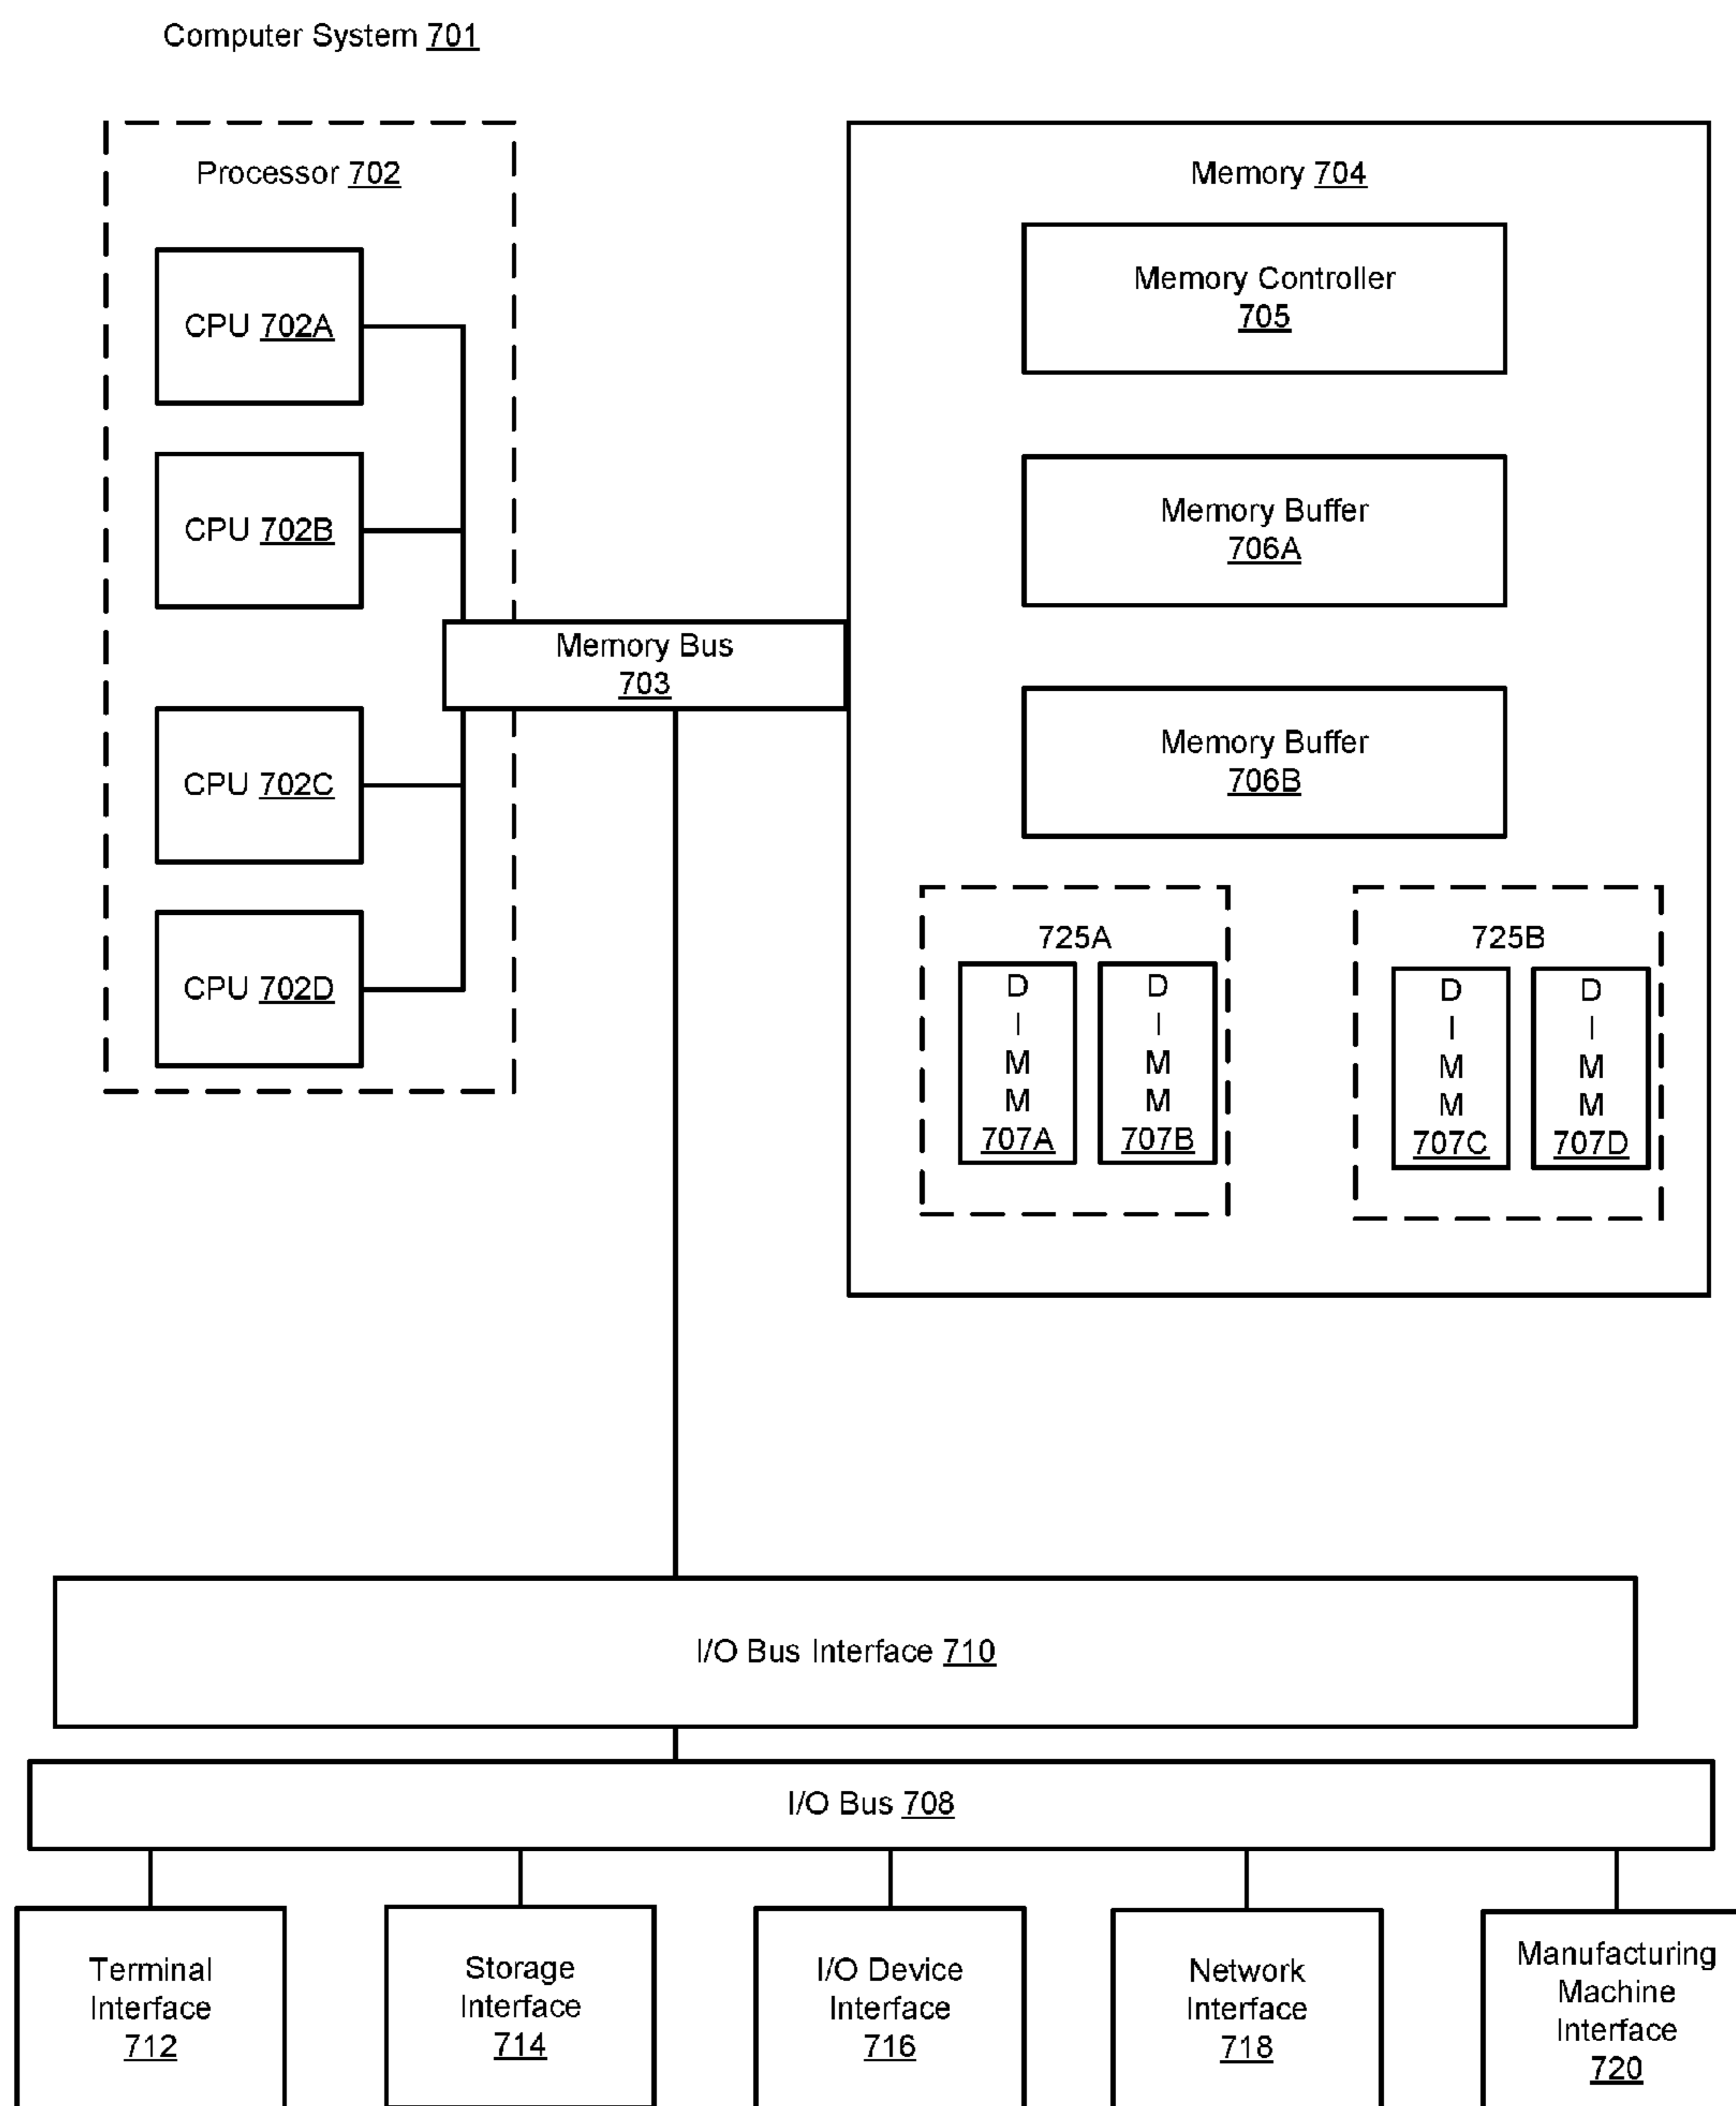 Computer System 701
Processor 702
CPU 702A
CPU 702B
CPU 702C
CPU 702D
Memory Bus
703
Memory 704
Memory Controller
705
Memory Buffer
706A
Memory Buffer
706B
725A
D
I
M
M
707A
D
I
M
M
707B
725B
D
I
M
M
707C
D
I
M
M
707D
I/O Bus Interface 710
I/O Bus 708
Terminal
Interface
712
Storage
Interface
714
I/O Device
Interface
716
Network
Interface
718
Manufacturing
Machine
Interface
720